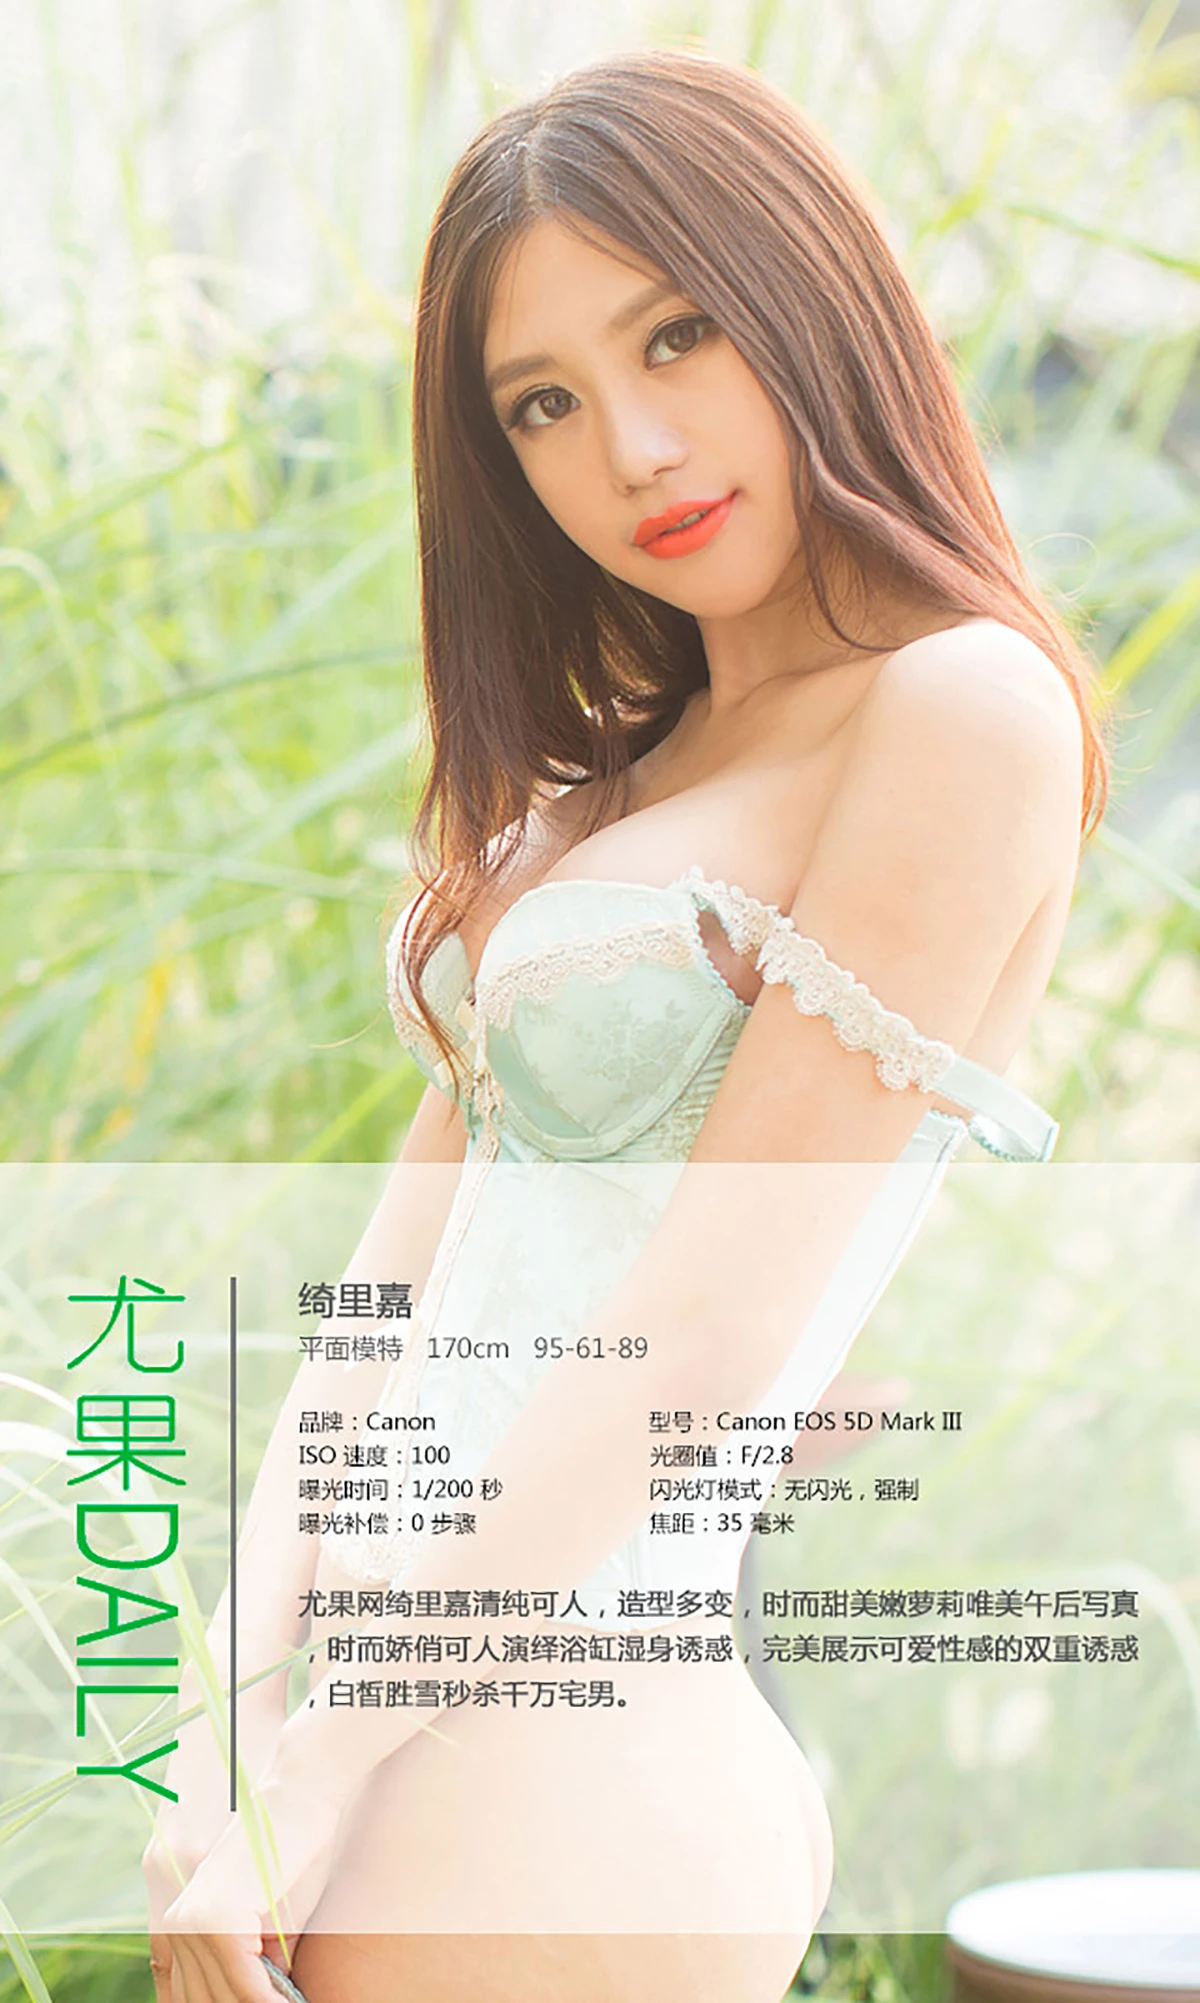 尤果DAILY
绮里嘉
平面模特 170cm 95-61-89
品牌：Canon
型号：Canon EOS 5D Mark III
ISO 速度：100
光圈值：F/2.8
曝光时间：1/200 秒
闪光灯模式：无闪光，强制
曝光补偿：0 步骤
焦距：35 毫米
尤果网绮里嘉清纯可人，造型多变，时而甜美嫩萝莉唯美午后写真
，时而娇俏可人演绎浴缸湿身诱惑，完美展示可爱性感的双重诱惑
，白皙胜雪秒杀千万宅男。